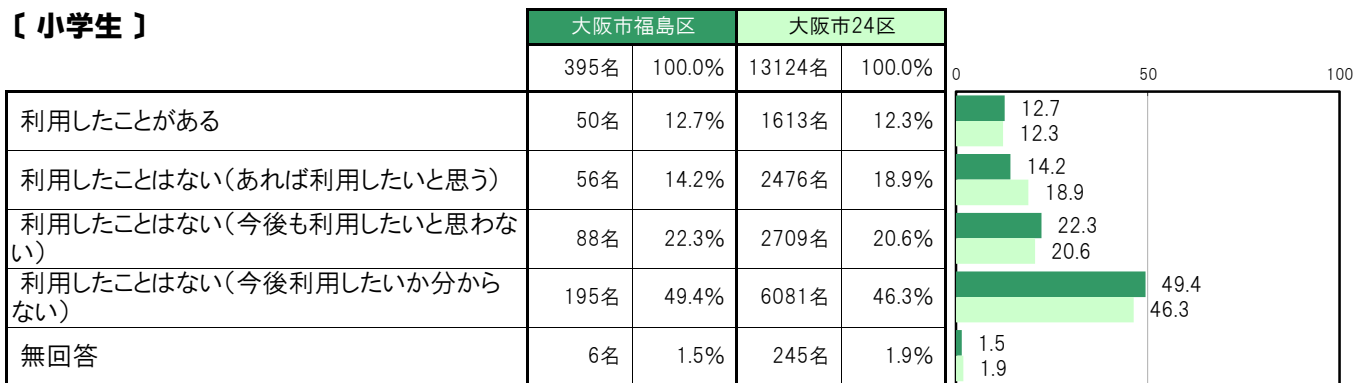 〔 小学生 〕
大阪市福島区 大阪市24区
395名 100.0% 13124名 100.0% 0 50 100
利用したことがある 50名 12.7% 1613名 12.3% 12.7
12.3
利用したことはない(あれば利用したいと思う) 56名 14.2% 2476名 18.9% 14.2
18.9
利用したことはない(今後も利用したいと思わな
い) 88名 22.3% 2709名 20.6% 22.3
20.6
利用したことはない(今後利用したいか分から
ない) 195名 49.4% 6081名 46.3% 49.4
46.3
無回答 6名 1.5% 245名 1.9% 1.5
1.9